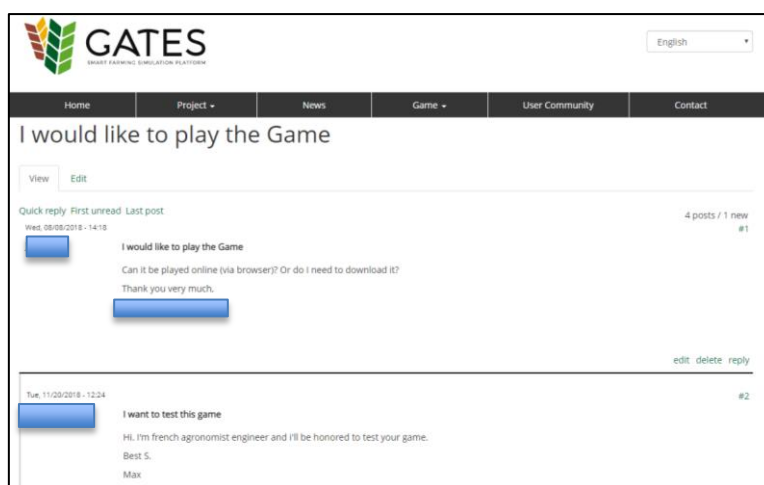 GATES
SMART FARMING SIMULATION PLATFORM
English
Home Project News Game User Community Contact
I would like to play the Game
View Edit
Quick reply First unread Last post
4 posts / 1 new
Wed, 08/08/2018 - 14:18
#1
I would like to play the Game
Can it be played online (via browser)? Or do I need to download it?
Thank you very much,
edit delete reply
Tue, 11/20/2018 - 12:24
#2
I want to test this game
Hi. I'm french agronomist engineer and i'll be honored to test your game.
Best S.
Max